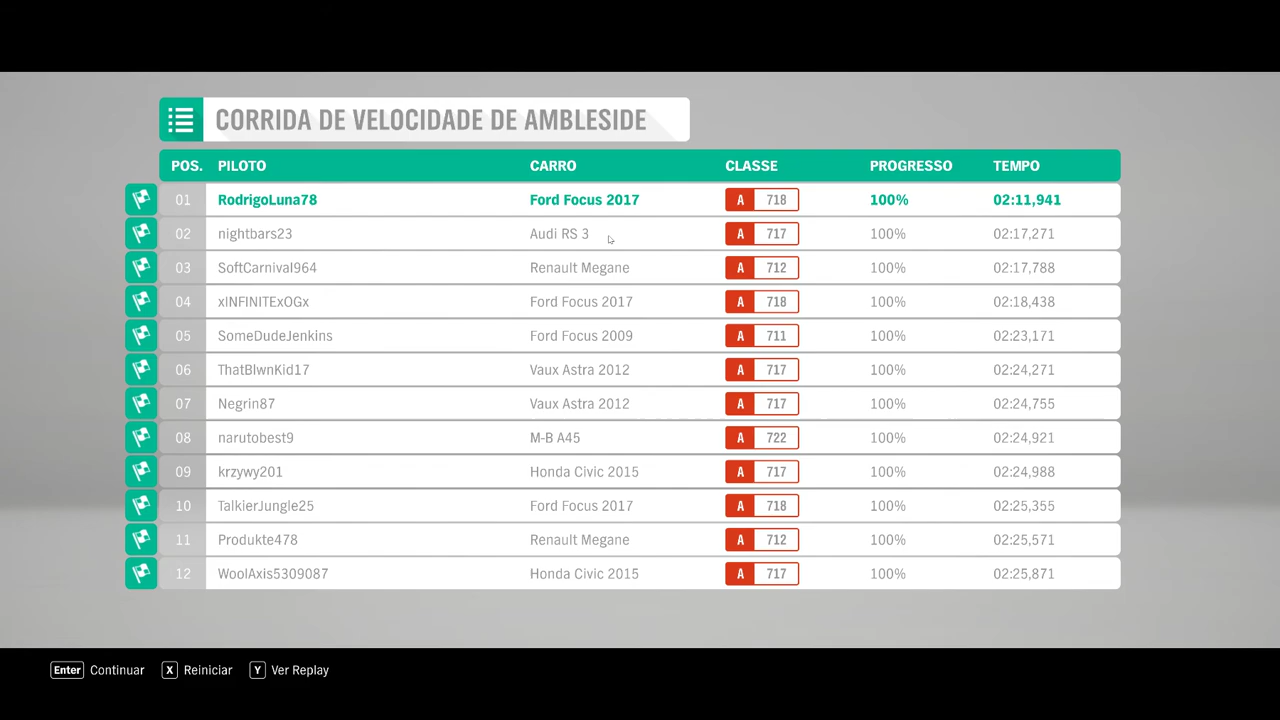 CORRIDA DE VELOCIDADE DE AMBLESIDE
POS. PILOTO CARRO CLASSE PROGRESSO TEMPO
01 RodrigoLuna78 Ford Focus 2017 A 718 100% 02:11,941
02 nightbars23 Audi RS 3 A 717 100% 02:17,271
03 SoftCarnival964 Renault Megane A 712 100% 02:17,788
04 xINFINITExOGx Ford Focus 2017 A 718 100% 02:18,438
05 SomeDudeJenkins Ford Focus 2009 A 711 100% 02:23,171
06 ThatBlwnKid17 Vaux Astra 2012 A 717 100% 02:24,271
07 Negrin87 Vaux Astra 2012 A 717 100% 02:24,755
08 narutobest9 M-B A45 A 722 100% 02:24,921
09 krzywy201 Honda Civic 2015 A 717 100% 02:24,988
10 TalkierJungle25 Ford Focus 2017 A 718 100% 02:25,355
11 Produkte478 Renault Megane A 712 100% 02:25,571
12 WoolAxis5309087 Honda Civic 2015 A 717 100% 02:25,871
Enter Continuar X Reiniciar Y Ver Replay